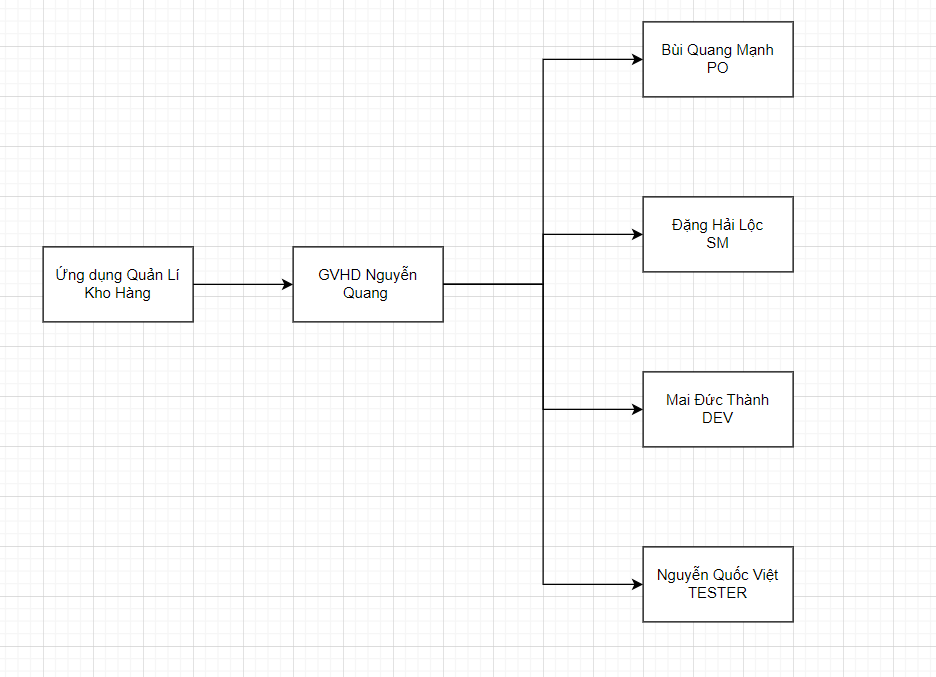 Bùi Quang Mạnh
PO
Đặng Hải Lộc
SM
Ứng dụng Quản Lí
Kho Hàng
GVHD Nguyễn
Quang
Mai Đức Thành
DEV
Nguyễn Quốc Việt
TESTER